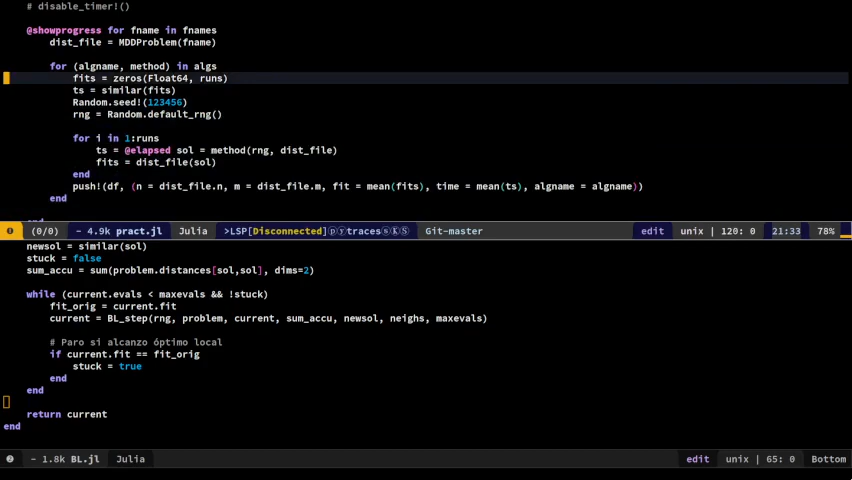 # disable_timer!()
@showprogress for fname in fnames
dist_file = MDDProblem(fname)
for (algname, method) in algs
fits = zeros(Float64, runs)
ts = similar(fits)
Random.seed!(123456)
rng = Random.default_rng()
for i in 1:runs
ts = @elapsed sol = method(rng, dist_file)
fits = dist_file(sol)
end
push!(df, (n = dist_file.n, m = dist_file.m, fit = mean(fits), time = mean(ts), algname = algname))
end
end
❶ (0/0) - 4.9k pract.jl Julia >LSP[Disconnected]ⓟⓨtracesⓢⓚⓈ Git-master edit unix | 120: 0 21:33 78%
newsol = similar(sol)
stuck = false
sum_accu = sum(problem.distances[sol,sol], dims=2)
while (current.evals < maxevals && !stuck)
fit_orig = current.fit
current = BL_step(rng, problem, current, sum_accu, newsol, neighs, maxevals)
# Paro si alcanzo óptimo local
if current.fit == fit_orig
stuck = true
end
end
return current
end
❷ - 1.8k BL.jl Julia edit unix | 65: 0 Bottom